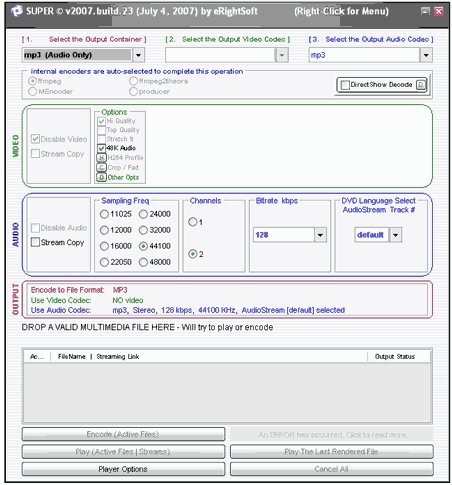 SUPER © v2007.build.23 (July 4, 2007) by eRightSoft (Right-Click for Menu)
[ 1. Select the Output Container ] [ 2. Select the Output Video Codec ] [ 3. Select the Output Audio Codec ]
mp3 (Audio Only) mp3
Internal encoders are auto-selected to complete this operation
ffmpeg ffmpeg2theora
MEncoder producer
DirectShow Decode D
VIDEO
Disable Video
Stream Copy
Options
Hi Quality
Top Quality
Stretch It
48K Audio
H H264 Profile
C Crop / Pad
O Other Opts
AUDIO
Disable Audio
Stream Copy
Sampling Freq
11025 24000
12000 32000
16000 44100
22050 48000
Channels
1
2
Bitrate kbps
128
DVD Language Select
AudioStream Track #
default
OUTPUT
Encode to File Format: MP3
Use Video Codec: NO video
Use Audio Codec: mp3, Stereo, 128 kbps, 44100 KHz, AudioStream [default] selected
DROP A VALID MULTIMEDIA FILE HERE - Will try to play or encode
Ac... FileName | Streaming Link Output Status
Encode (Active Files) An ERROR has occurred. Click to read more...
Play (Active Files | Streams) Play The Last Rendered File
Player Options Cancel All